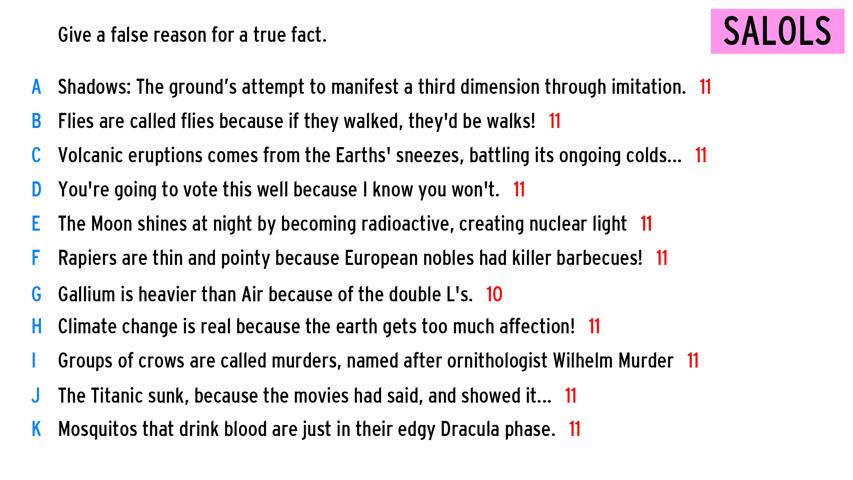 Give a false reason for a true fact.
SALOLS
A Shadows: The ground's attempt to manifest a third dimension through imitation. 11
B Flies are called flies because if they walked, they'd be walks! 11
C Volcanic eruptions comes from the Earths' sneezes, battling its ongoing colds... 11
D You're going to vote this well because I know you won't. 11
E The Moon shines at night by becoming radioactive, creating nuclear light 11
F Rapiers are thin and pointy because European nobles had killer barbecues! 11
G Gallium is heavier than Air because of the double L's. 10
H Climate change is real because the earth gets too much affection! 11
I Groups of crows are called murders, named after ornithologist Wilhelm Murder 11
J The Titanic sunk, because the movies had said, and showed it... 11
K Mosquitos that drink blood are just in their edgy Dracula phase. 11